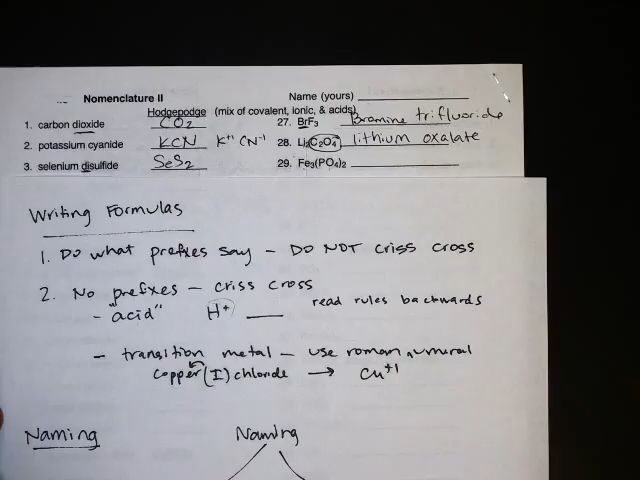 Nomenclature II
Name (yours)
Hodgepodge (mix of covalent, ionic, & acids)
1. carbon dioxide CO₂ 27. BrF₃ Bromine trifluoride
2. potassium cyanide KCN K⁺¹ CN⁻¹ 28. Li₂C₂O₄ lithium oxalate
3. selenium disulfide SeS₂ 29. Fe₃(PO₄)₂
Writing Formulas
1. Do what prefixes say - DO NOT criss cross
2. No prefixes - criss cross
- "acid" H⁺ ___ read rules backwards
- transition metal - use roman numeral
copper (I) chloride → Cu⁺¹
Naming Naming